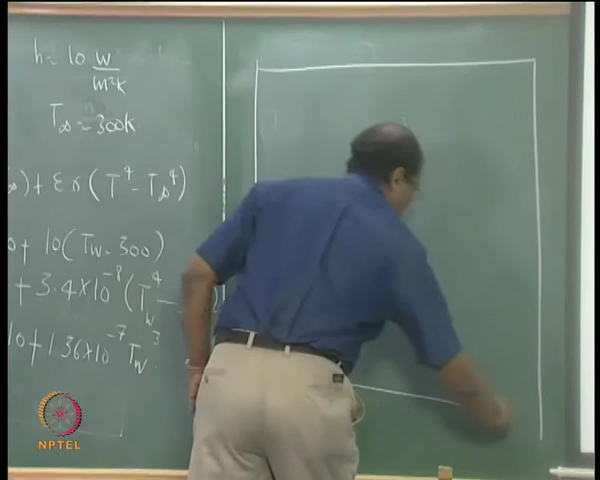 h = 10 W/m²K
T∞ = 300K
∞) + εσ(T⁴ - T∞⁴)
0 + 10(Tw - 300)
+ 3.4×10⁻⁸ (Tw⁴ -
10 + 1.36×10⁻⁷ Tw³
NPTEL